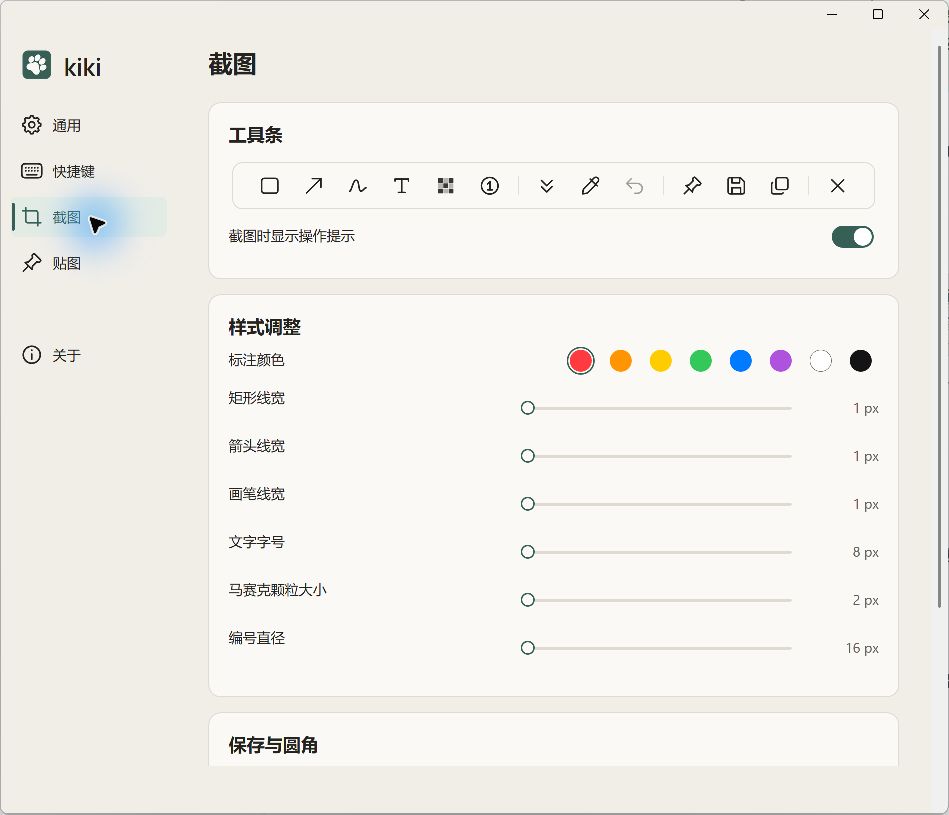 kiki
通用
快捷键
截图
贴图
关于
截图
工具条
T
1
截图时显示操作提示
样式调整
标注颜色
矩形线宽
1 px
箭头线宽
1 px
画笔线宽
1 px
文字字号
8 px
马赛克颗粒大小
2 px
编号直径
16 px
保存与圆角